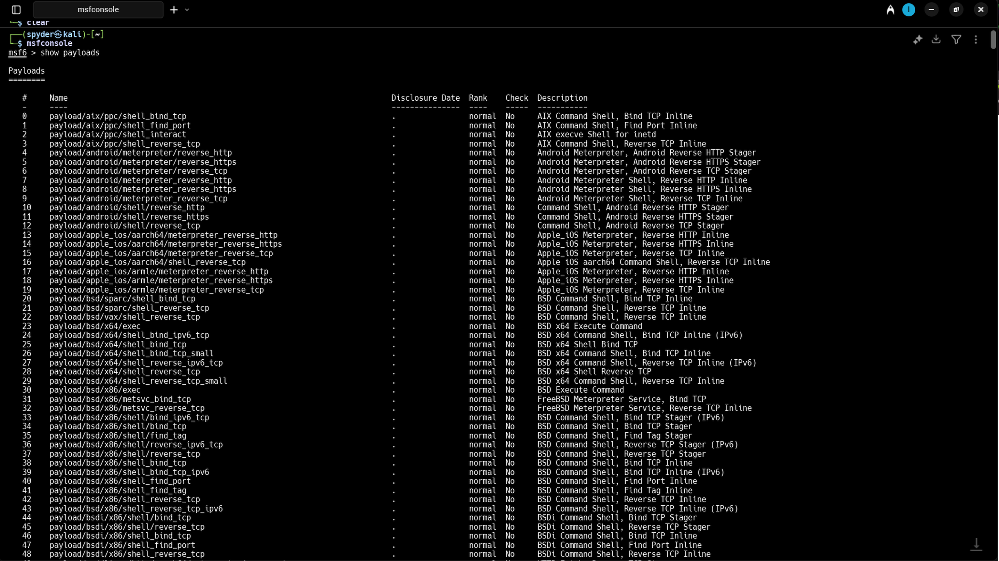 msfconsole
└─$ clear
┌──(spyder㉿kali)-[~]
└─$ msfconsole
msf6 > show payloads
Payloads
========
# Name Disclosure Date Rank Check Description
- ---- --------------- ---- ----- -----------
0 payload/aix/ppc/shell_bind_tcp . normal No AIX Command Shell, Bind TCP Inline
1 payload/aix/ppc/shell_find_port . normal No AIX Command Shell, Find Port Inline
2 payload/aix/ppc/shell_interact . normal No AIX execve Shell for inetd
3 payload/aix/ppc/shell_reverse_tcp . normal No AIX Command Shell, Reverse TCP Inline
4 payload/android/meterpreter/reverse_http . normal No Android Meterpreter, Android Reverse HTTP Stager
5 payload/android/meterpreter/reverse_https . normal No Android Meterpreter, Android Reverse HTTPS Stager
6 payload/android/meterpreter/reverse_tcp . normal No Android Meterpreter, Android Reverse TCP Stager
7 payload/android/meterpreter_reverse_http . normal No Android Meterpreter Shell, Reverse HTTP Inline
8 payload/android/meterpreter_reverse_https . normal No Android Meterpreter Shell, Reverse HTTPS Inline
9 payload/android/meterpreter_reverse_tcp . normal No Android Meterpreter Shell, Reverse TCP Inline
10 payload/android/shell/reverse_http . normal No Command Shell, Android Reverse HTTP Stager
11 payload/android/shell/reverse_https . normal No Command Shell, Android Reverse HTTPS Stager
12 payload/android/shell/reverse_tcp . normal No Command Shell, Android Reverse TCP Stager
13 payload/apple_ios/aarch64/meterpreter_reverse_http . normal No Apple_iOS Meterpreter, Reverse HTTP Inline
14 payload/apple_ios/aarch64/meterpreter_reverse_https . normal No Apple_iOS Meterpreter, Reverse HTTPS Inline
15 payload/apple_ios/aarch64/meterpreter_reverse_tcp . normal No Apple_iOS Meterpreter, Reverse TCP Inline
16 payload/apple_ios/aarch64/shell_reverse_tcp . normal No Apple iOS aarch64 Command Shell, Reverse TCP Inline
17 payload/apple_ios/armle/meterpreter_reverse_http . normal No Apple_iOS Meterpreter, Reverse HTTP Inline
18 payload/apple_ios/armle/meterpreter_reverse_https . normal No Apple_iOS Meterpreter, Reverse HTTPS Inline
19 payload/apple_ios/armle/meterpreter_reverse_tcp . normal No Apple_iOS Meterpreter, Reverse TCP Inline
20 payload/bsd/sparc/shell_bind_tcp . normal No BSD Command Shell, Bind TCP Inline
21 payload/bsd/sparc/shell_reverse_tcp . normal No BSD Command Shell, Reverse TCP Inline
22 payload/bsd/vax/shell_reverse_tcp . normal No BSD Command Shell, Reverse TCP Inline
23 payload/bsd/x64/exec . normal No BSD x64 Execute Command
24 payload/bsd/x64/shell_bind_ipv6_tcp . normal No BSD x64 Command Shell, Bind TCP Inline (IPv6)
25 payload/bsd/x64/shell_bind_tcp . normal No BSD x64 Shell Bind TCP
26 payload/bsd/x64/shell_bind_tcp_small . normal No BSD x64 Command Shell, Bind TCP Inline
27 payload/bsd/x64/shell_reverse_ipv6_tcp . normal No BSD x64 Command Shell, Reverse TCP Inline (IPv6)
28 payload/bsd/x64/shell_reverse_tcp . normal No BSD x64 Shell Reverse TCP
29 payload/bsd/x64/shell_reverse_tcp_small . normal No BSD x64 Command Shell, Reverse TCP Inline
30 payload/bsd/x86/exec . normal No BSD Execute Command
31 payload/bsd/x86/metsvc_bind_tcp . normal No FreeBSD Meterpreter Service, Bind TCP
32 payload/bsd/x86/metsvc_reverse_tcp . normal No FreeBSD Meterpreter Service, Reverse TCP Inline
33 payload/bsd/x86/shell/bind_ipv6_tcp . normal No BSD Command Shell, Bind TCP Stager (IPv6)
34 payload/bsd/x86/shell/bind_tcp . normal No BSD Command Shell, Bind TCP Stager
35 payload/bsd/x86/shell/find_tag . normal No BSD Command Shell, Find Tag Stager
36 payload/bsd/x86/shell/reverse_ipv6_tcp . normal No BSD Command Shell, Reverse TCP Stager (IPv6)
37 payload/bsd/x86/shell/reverse_tcp . normal No BSD Command Shell, Reverse TCP Stager
38 payload/bsd/x86/shell_bind_tcp . normal No BSD Command Shell, Bind TCP Inline
39 payload/bsd/x86/shell_bind_tcp_ipv6 . normal No BSD Command Shell, Bind TCP Inline (IPv6)
40 payload/bsd/x86/shell_find_port . normal No BSD Command Shell, Find Port Inline
41 payload/bsd/x86/shell_find_tag . normal No BSD Command Shell, Find Tag Inline
42 payload/bsd/x86/shell_reverse_tcp . normal No BSD Command Shell, Reverse TCP Inline
43 payload/bsd/x86/shell_reverse_tcp_ipv6 . normal No BSD Command Shell, Reverse TCP Inline (IPv6)
44 payload/bsdi/x86/shell/bind_tcp . normal No BSDi Command Shell, Bind TCP Stager
45 payload/bsdi/x86/shell/reverse_tcp . normal No BSDi Command Shell, Reverse TCP Stager
46 payload/bsdi/x86/shell_bind_tcp . normal No BSDi Command Shell, Bind TCP Inline
47 payload/bsdi/x86/shell_find_port . normal No BSDi Command Shell, Find Port Inline
48 payload/bsdi/x86/shell_reverse_tcp . normal No BSDi Command Shell, Reverse TCP Inline